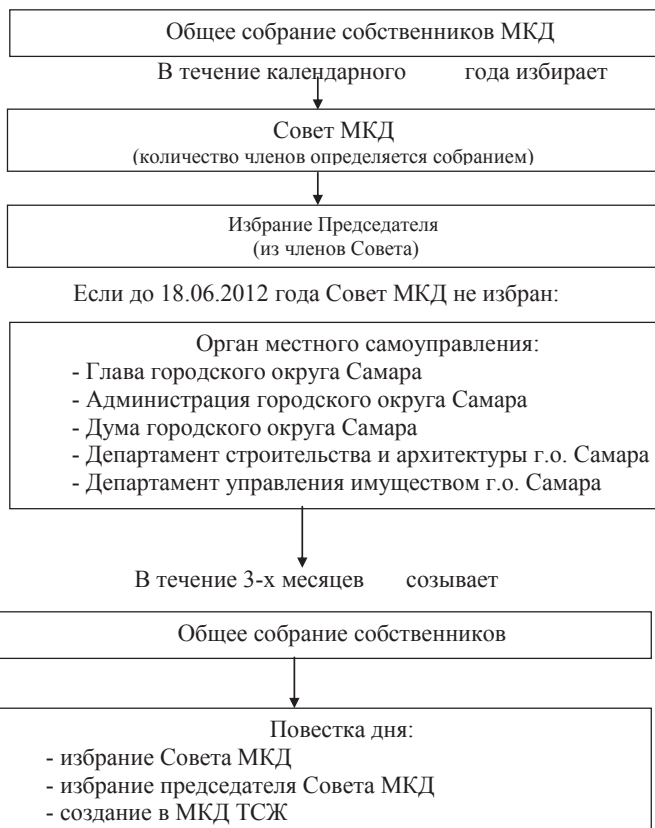 Общее собрание собственников МКД
В течение календарного года избирает
Совет МКД
(количество членов определяется собранием)
Избрание Председателя
(из членов Совета)
Если до 18.06.2012 года Совет МКД не избран:
Орган местного самоуправления:
- Глава городского округа Самара
- Администрация городского округа Самара
- Дума городского округа Самара
- Департамент строительства и архитектуры г.о. Самара
- Департамент управления имуществом г.о. Самара
В течение 3-х месяцев созывает
Общее собрание собственников
Повестка дня:
- избрание Совета МКД
- избрание председателя Совета МКД
- создание в МКД ТСЖ